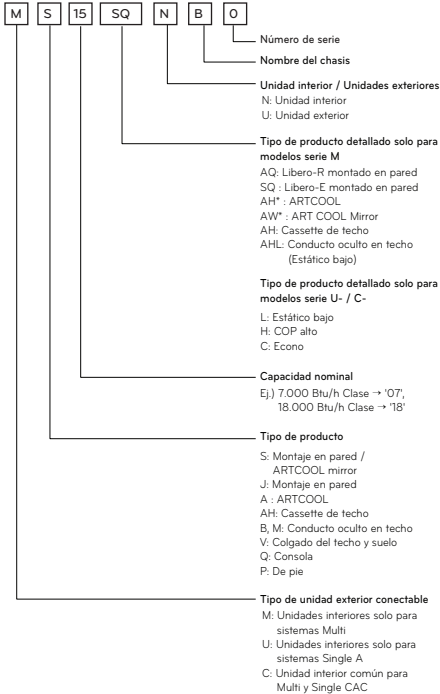 M S 15 SQ N B 0
Número de serie
Nombre del chasis
Unidad interior / Unidades exteriores
N: Unidad interior
U: Unidad exterior
Tipo de producto detallado solo para
modelos serie M
AQ: Libero-R montado en pared
SQ : Libero-E montado en pared
AH* : ARTCOOL
AW* : ART COOL Mirror
AH: Cassette de techo
AHL: Conducto oculto en techo
(Estático bajo)
Tipo de producto detallado solo para
modelos serie U- / C-
L: Estático bajo
H: COP alto
C: Econo
Capacidad nominal
Ej.) 7.000 Btu/h Clase → '07',
18.000 Btu/h Clase → '18'
Tipo de producto
S: Montaje en pared /
ARTCOOL mirror
J: Montaje en pared
A : ARTCOOL
AH: Cassette de techo
B, M: Conducto oculto en techo
V: Colgado del techo y suelo
Q: Consola
P: De pie
Tipo de unidad exterior conectable
M: Unidades interiores solo para
sistemas Multi
U: Unidades interiores solo para
sistemas Single A
C: Unidad interior común para
Multi y Single CAC